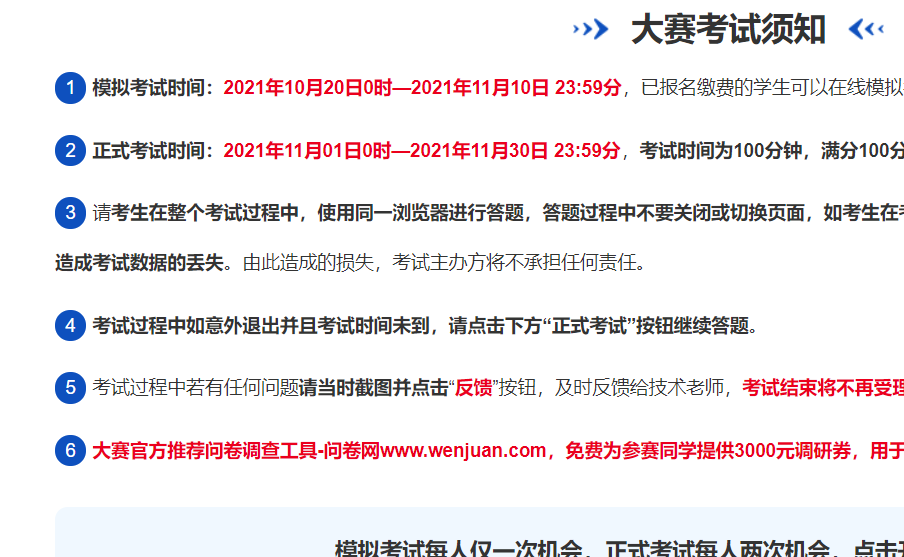 大赛考试须知
1 模拟考试时间：2021年10月20日0时—2021年11月10日 23:59分，已报名缴费的学生可以在线模拟
2 正式考试时间：2021年11月01日0时—2021年11月30日 23:59分，考试时间为100分钟，满分100分
3 请考生在整个考试过程中，使用同一浏览器进行答题，答题过程中不要关闭或切换页面，如考生在考
造成考试数据的丢失。由此造成的损失，考试主办方将不承担任何责任。
4 考试过程中如意外退出并且考试时间未到，请点击下方“正式考试”按钮继续答题。
5 考试过程中若有任何问题请当时截图并点击“反馈”按钮，及时反馈给技术老师，考试结束将不再受理
6 大赛官方推荐问卷调查工具-问卷网www.wenjuan.com，免费为参赛同学提供3000元调研券，用于
模拟考试每人仅一次机会，正式考试每人两次机会，点击